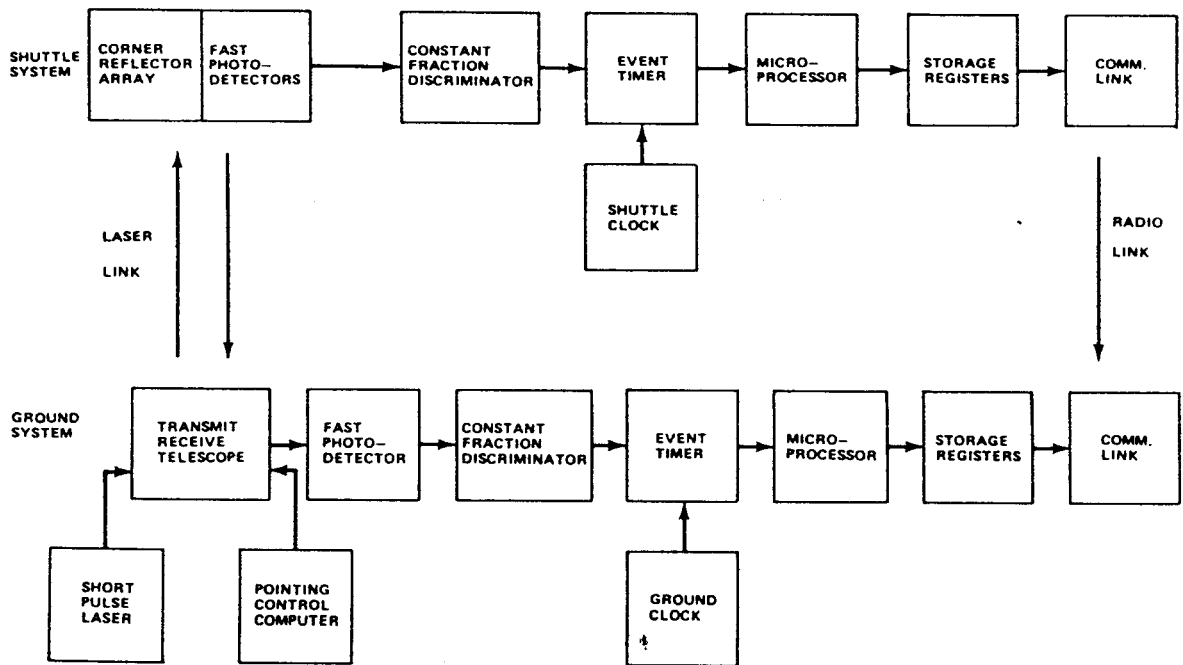 SHUTTLE
SYSTEM
CORNER
REFLECTOR
ARRAY
FAST
PHOTO-
DETECTORS
CONSTANT
FRACTION
DISCRIMINATOR
EVENT
TIMER
MICRO-
PROCESSOR
STORAGE
REGISTERS
COMM.
LINK
SHUTTLE
CLOCK
LASER
LINK
RADIO
LINK
GROUND
SYSTEM
TRANSMIT
RECEIVE
TELESCOPE
FAST
PHOTO-
DETECTOR
CONSTANT
FRACTION
DISCRIMINATOR
EVENT
TIMER
MICRO-
PROCESSOR
STORAGE
REGISTERS
COMM.
LINK
SHORT
PULSE
LASER
POINTING
CONTROL
COMPUTER
GROUND
CLOCK